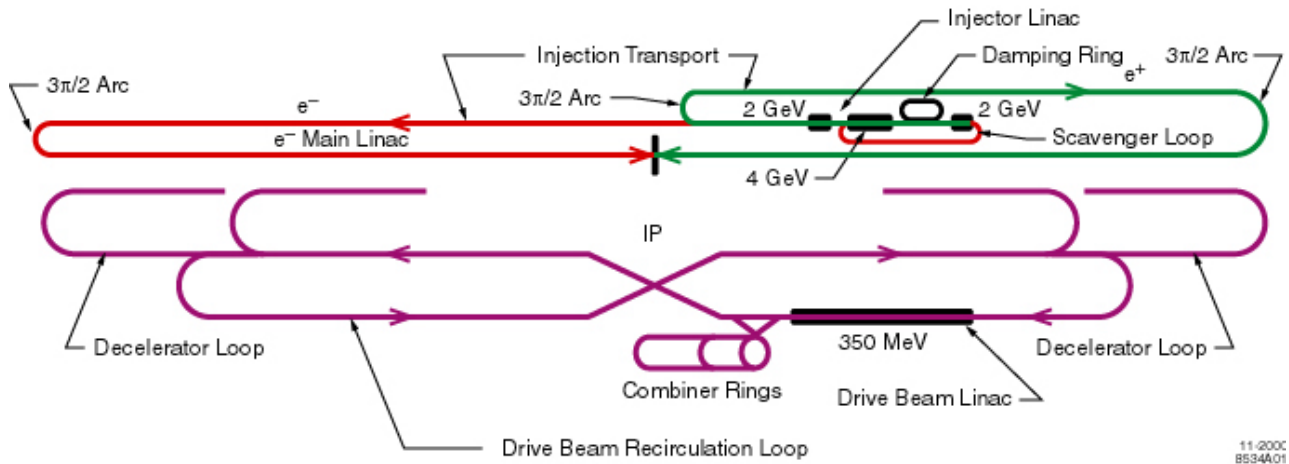 Injector Linac
Injection Transport
Damping Ring
3π/2 Arc
e+
3π/2 Arc
3π/2 Arc
e−
2 GeV
2 GeV
e− Main Linac
Scavenger Loop
4 GeV
IP
Decelerator Loop
350 MeV
Decelerator Loop
Combiner Rings
Drive Beam Linac
Drive Beam Recirculation Loop
11-2000
8534A01